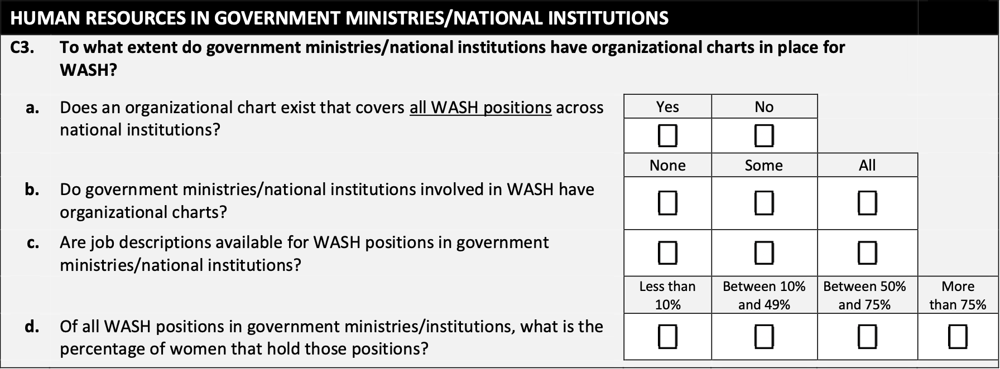 HUMAN RESOURCES IN GOVERNMENT MINISTRIES/NATIONAL INSTITUTIONS
C3. To what extent do government ministries/national institutions have organizational charts in place for
WASH?
a. Does an organizational chart exist that covers all WASH positions across
national institutions?
Yes No
None Some All
b. Do government ministries/national institutions involved in WASH have
organizational charts?
c. Are job descriptions available for WASH positions in government
ministries/national institutions?
Less than Between 10% Between 50% More
10% and 49% and 75% than 75%
d. Of all WASH positions in government ministries/institutions, what is the
percentage of women that hold those positions?